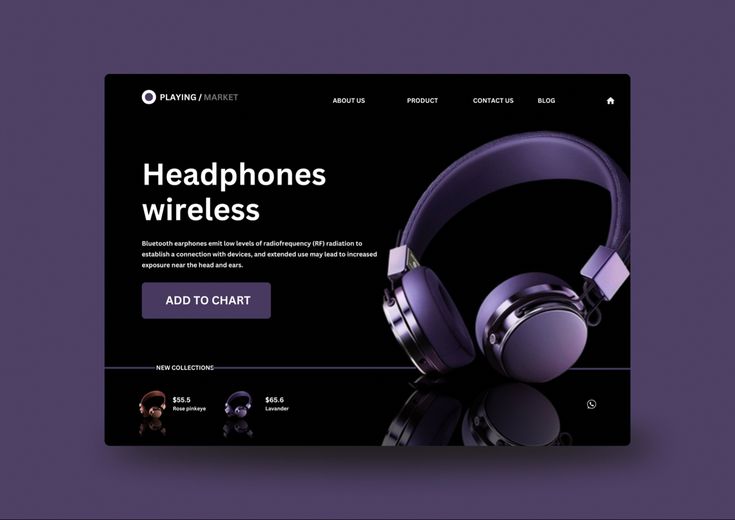 PLAYING / MARKET
ABOUT US
PRODUCT
CONTACT US
BLOG
Headphones
wireless
Bluetooth earphones emit low levels of radiofrequency (RF) radiation to
establish a connection with devices, and extended use may lead to increased
exposure near the head and ears.
ADD TO CHART
NEW COLLECTIONS
$55.5
Rose pinkeye
$65.6
Lavander